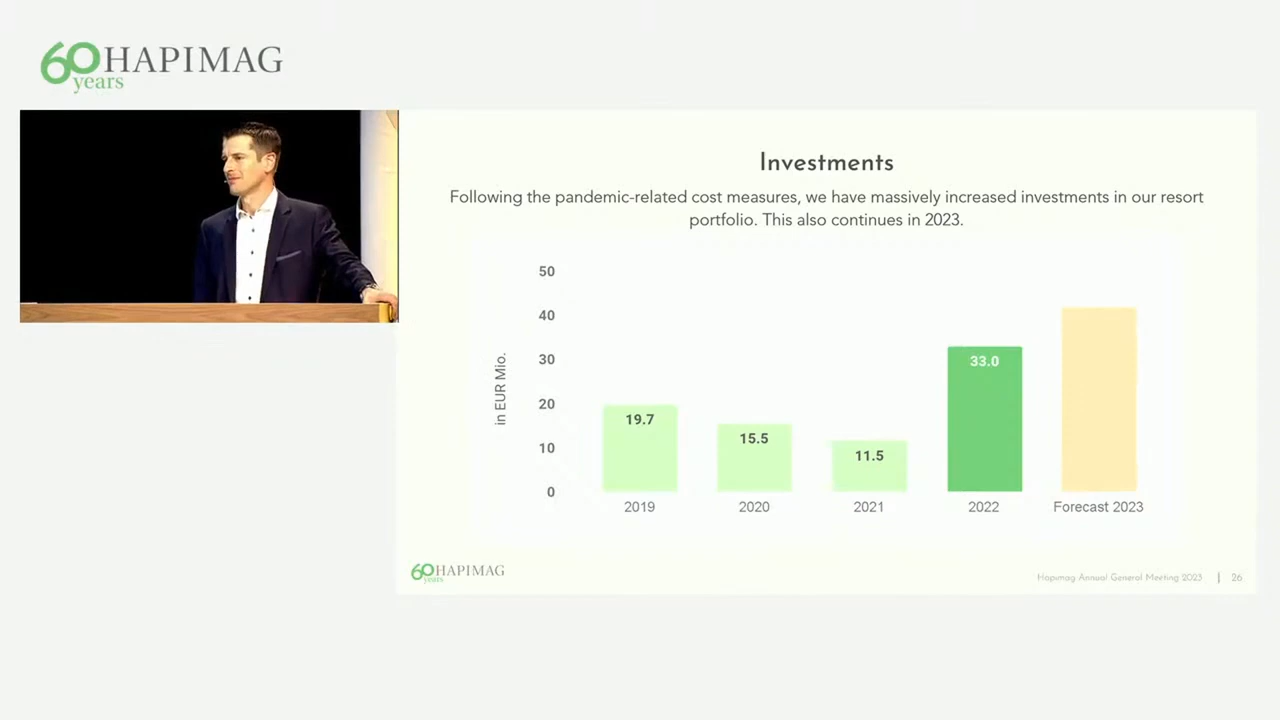 60 HAPIMAG
years
Investments
Following the pandemic-related cost measures, we have massively increased investments in our resort
portfolio. This also continues in 2023.
in EUR Mio.
50
40
30
20
10
0
19.7
15.5
11.5
33.0
2019
2020
2021
2022
Forecast 2023
60 HAPIMAG
years
Hapimag Annual General Meeting 2023 | 26